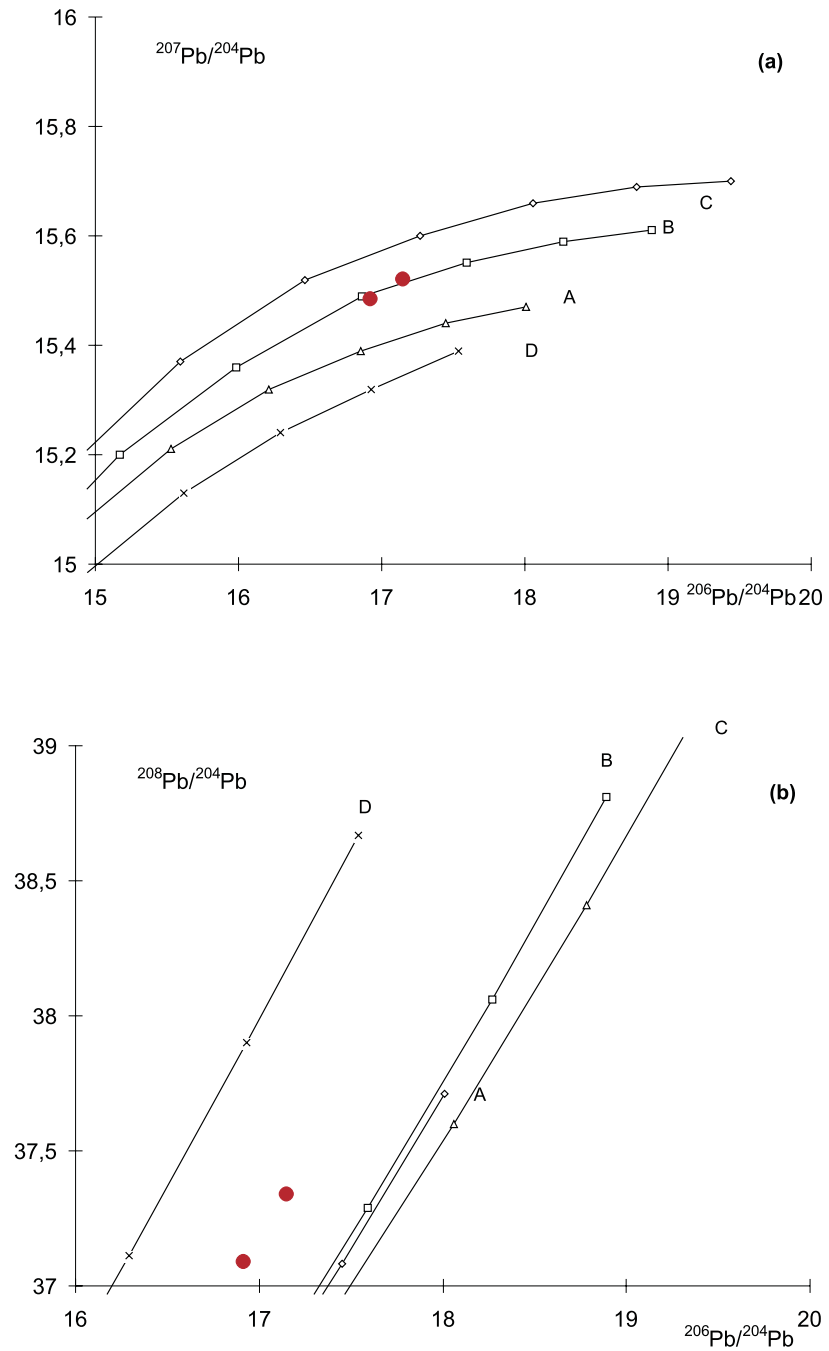 16
²⁰⁷Pb/²⁰⁴Pb
(a)
15,8
15,6
15,4
15,2
15
C
B
A
D
15 16 17 18 19 ²⁰⁶Pb/²⁰⁴Pb 20
39
²⁰⁸Pb/²⁰⁴Pb
(b)
38,5
38
37,5
37
C
B
D
A
16 17 18 19 20
²⁰⁶Pb/²⁰⁴Pb